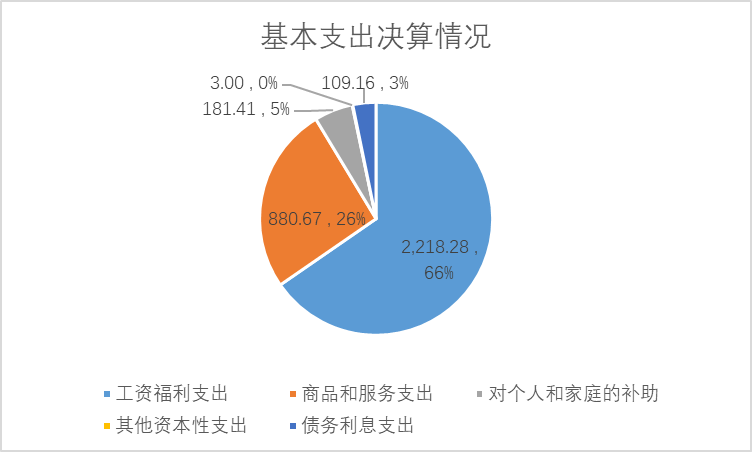 基本支出决算情况
3.00 , 0%
109.16 , 3%
181.41 , 5%
880.67 , 26%
2,218.28 ,
66%
工资福利支出
商品和服务支出
对个人和家庭的补助
其他资本性支出
债务利息支出